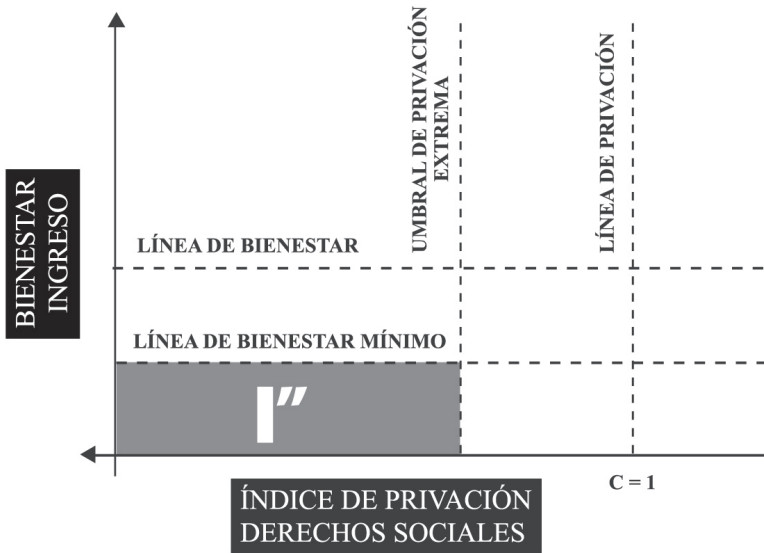 UMBRAL DE PRIVACIÓN
EXTREMA
LÍNEA DE PRIVACIÓN
BIENESTAR
INGRESO
LÍNEA DE BIENESTAR
LÍNEA DE BIENESTAR MÍNIMO
I″
C = 1
ÍNDICE DE PRIVACIÓN
DERECHOS SOCIALES